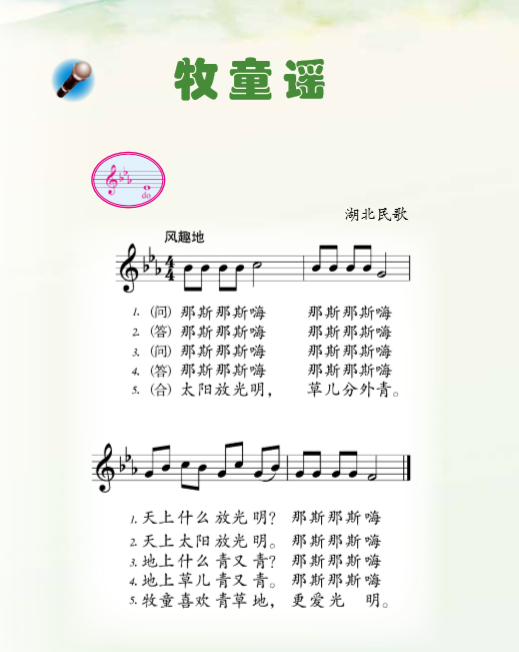 牧童谣
do
湖北民歌
风趣地
4
4
1. (问) 那斯那斯嗨 那斯那斯嗨
2. (答) 那斯那斯嗨 那斯那斯嗨
3. (问) 那斯那斯嗨 那斯那斯嗨
4. (答) 那斯那斯嗨 那斯那斯嗨
5. (合) 太阳放光明， 草儿分外青。
1. 天上什么放光明？ 那斯那斯嗨
2. 天上太阳放光明。 那斯那斯嗨
3. 地上什么青又青？ 那斯那斯嗨
4. 地上草儿青又青。 那斯那斯嗨
5. 牧童喜欢青草地， 更爱光 明。